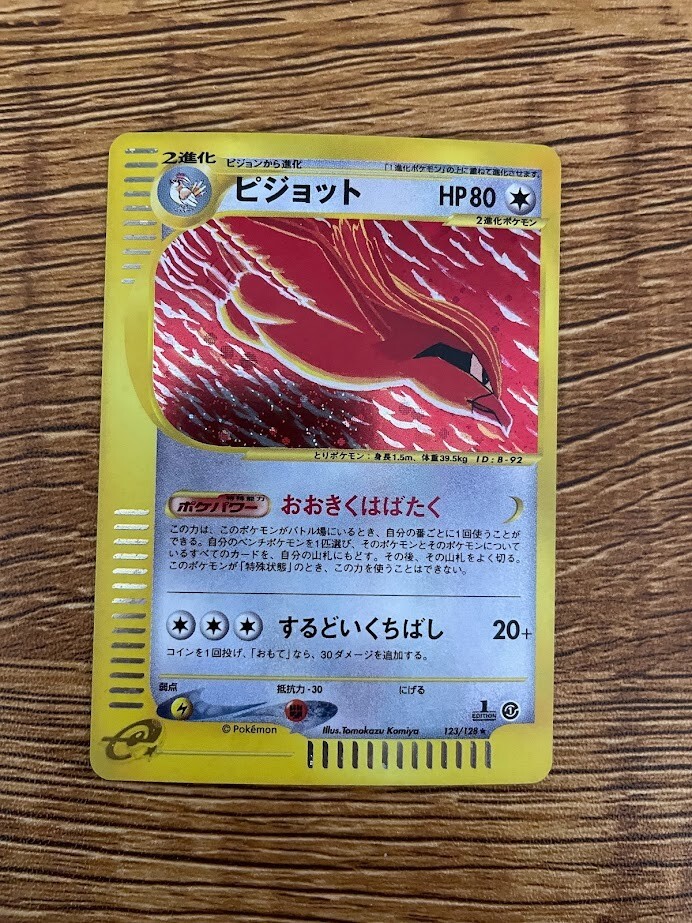 2進化 ピジョンから進化 「1進化ポケモン」の上に重ねて進化させます。
ピジョット HP80
2進化ポケモン
とりポケモン：身長1.5m、体重39.5kg ID：B-92
特殊能力
ポケパワー おおきくはばたく
この力は、このポケモンがバトル場にいるとき、自分の番ごとに1回使うことが
できる。自分のベンチポケモンを1匹選び、そのポケモンとそのポケモンについて
いるすべてのカードを、自分の山札にもどす。その後、その山札をよく切る。
このポケモンが「特殊状態」のとき、この力を使うことはできない。
するどいくちばし 20+
コインを1回投げ、「おもて」なら、30ダメージを追加する。
弱点 抵抗力-30 にげる
1
EDITION
© Pokémon Illus.Tomokazu Komiya 123/128 ★
e